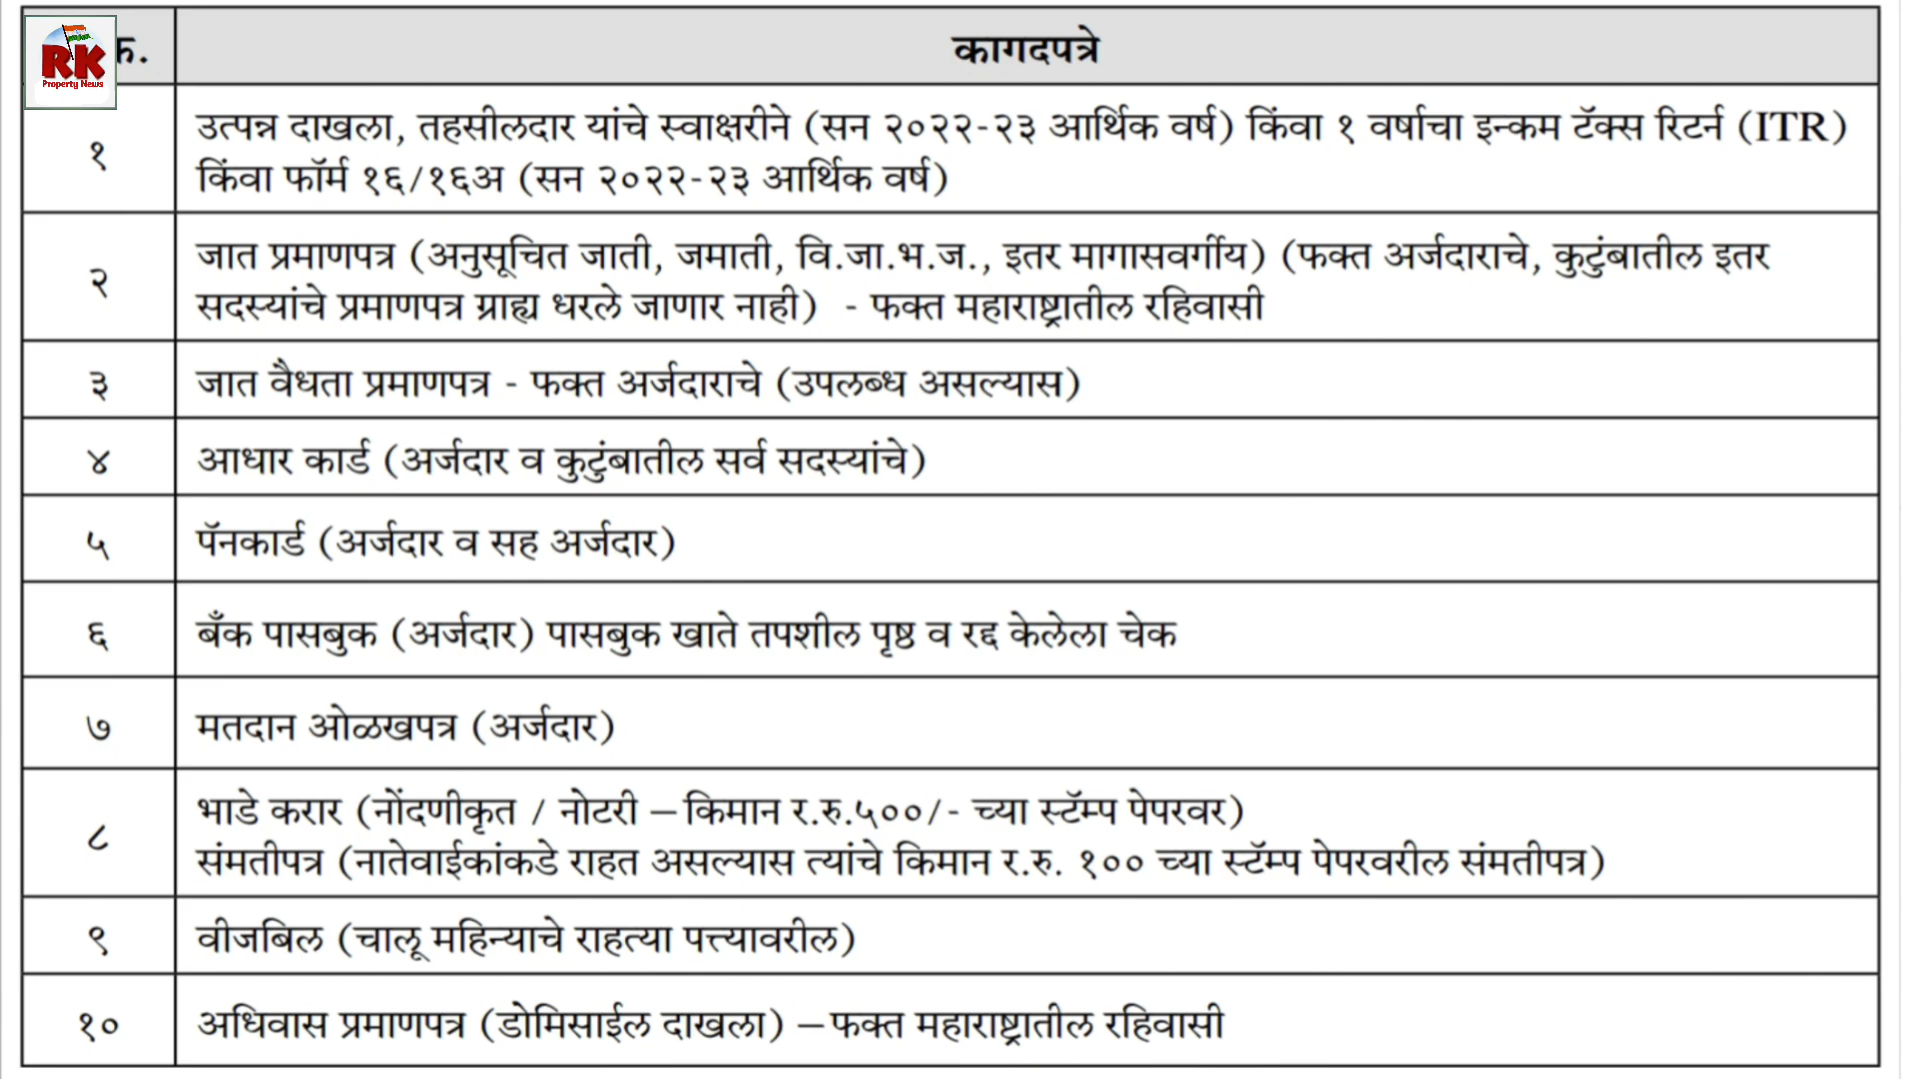 RK
Property News
क.
कागदपत्रे
१
उत्पन्न दाखला, तहसीलदार यांचे स्वाक्षरीने (सन २०२२-२३ आर्थिक वर्ष) किंवा १ वर्षाचा इन्कम टॅक्स रिटर्न (ITR)
किंवा फॉर्म १६/१६अ (सन २०२२-२३ आर्थिक वर्ष)
२
जात प्रमाणपत्र (अनुसूचित जाती, जमाती, वि.जा.भ.ज., इतर मागासवर्गीय) (फक्त अर्जदाराचे, कुटुंबातील इतर
सदस्यांचे प्रमाणपत्र ग्राह्य धरले जाणार नाही) - फक्त महाराष्ट्रातील रहिवासी
३
जात वैधता प्रमाणपत्र - फक्त अर्जदाराचे (उपलब्ध असल्यास)
४
आधार कार्ड (अर्जदार व कुटुंबातील सर्व सदस्यांचे)
५
पॅनकार्ड (अर्जदार व सह अर्जदार)
६
बँक पासबुक (अर्जदार) पासबुक खाते तपशील पृष्ठ व रद्द केलेला चेक
७
मतदान ओळखपत्र (अर्जदार)
८
भाडे करार (नोंदणीकृत / नोटरी – किमान र.रु.५००/- च्या स्टॅम्प पेपरवर)
संमतीपत्र (नातेवाईकांकडे राहत असल्यास त्यांचे किमान र.रु. १०० च्या स्टॅम्प पेपरवरील संमतीपत्र)
९
वीजबिल (चालू महिन्याचे राहत्या पत्त्यावरील)
१०
अधिवास प्रमाणपत्र (डोमिसाईल दाखला) – फक्त महाराष्ट्रातील रहिवासी